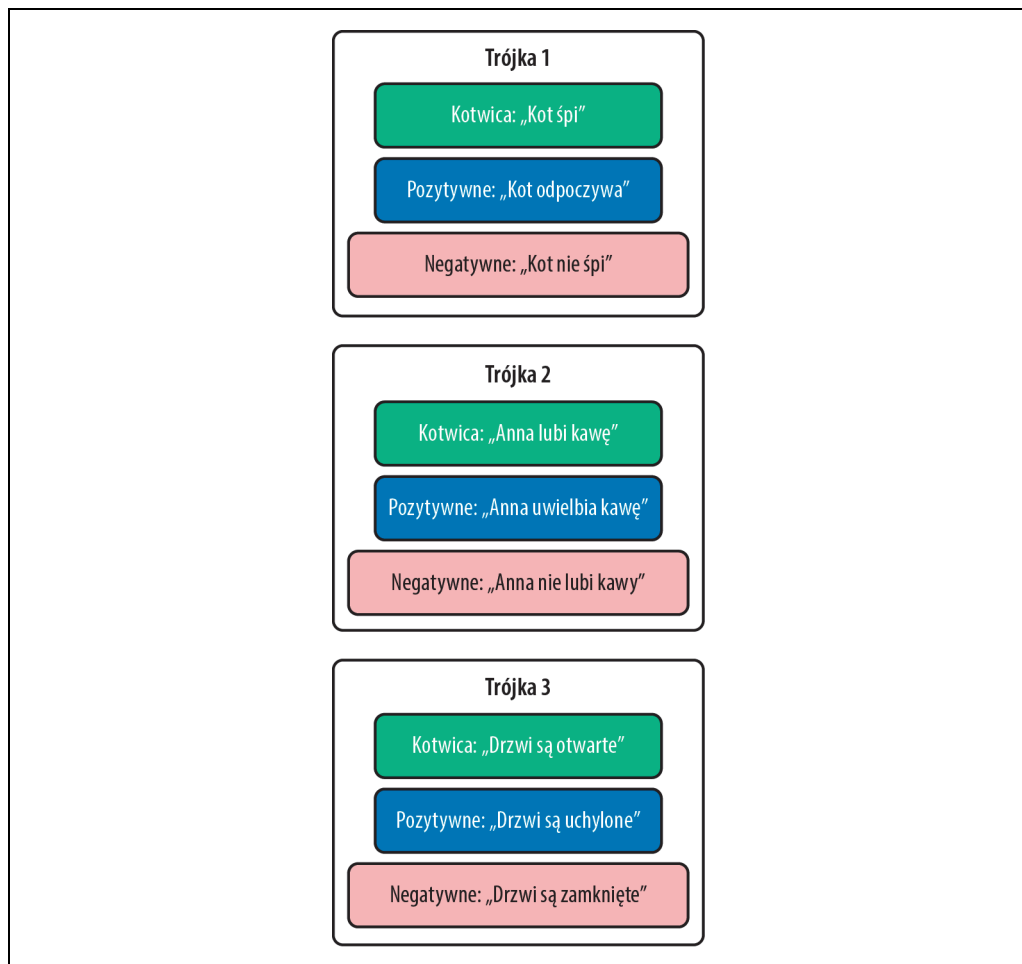 Trójka 1
Kotwica: „Kot śpi”
Pozytywne: „Kot odpoczywa”
Negatywne: „Kot nie śpi”
Trójka 2
Kotwica: „Anna lubi kawę”
Pozytywne: „Anna uwielbia kawę”
Negatywne: „Anna nie lubi kawy”
Trójka 3
Kotwica: „Drzwi są otwarte”
Pozytywne: „Drzwi są uchylone”
Negatywne: „Drzwi są zamknięte”